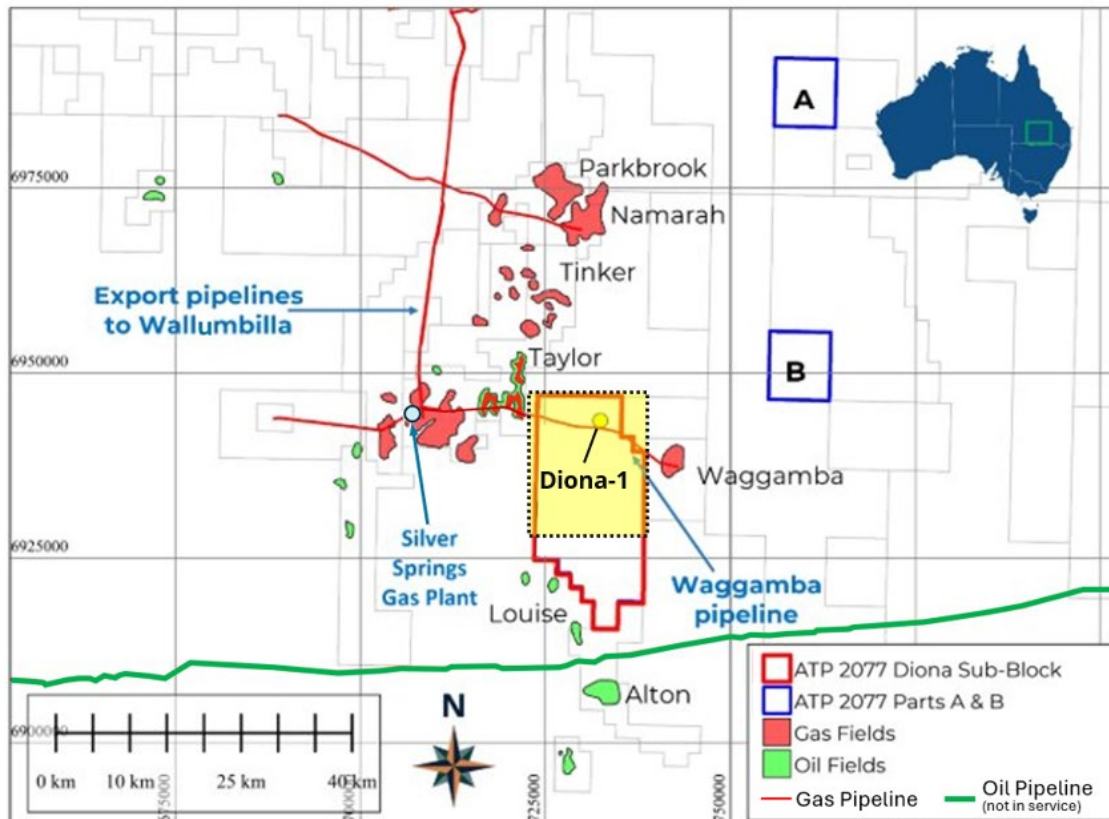 A
Parkbrook
6975000
Namarah
Tinker
Export pipelines
to Wallumbilla
6950000
Taylor
B
Diona-1
Waggamba
Silver
Springs
Gas Plant
6925000
Waggamba
pipeline
Louise
Alton
N
6900000
0 km 10 km 25 km 40 km
725000
750000
ATP 2077 Diona Sub-Block
ATP 2077 Parts A & B
Gas Fields
Oil Fields
Gas Pipeline
Oil Pipeline
(not in service)